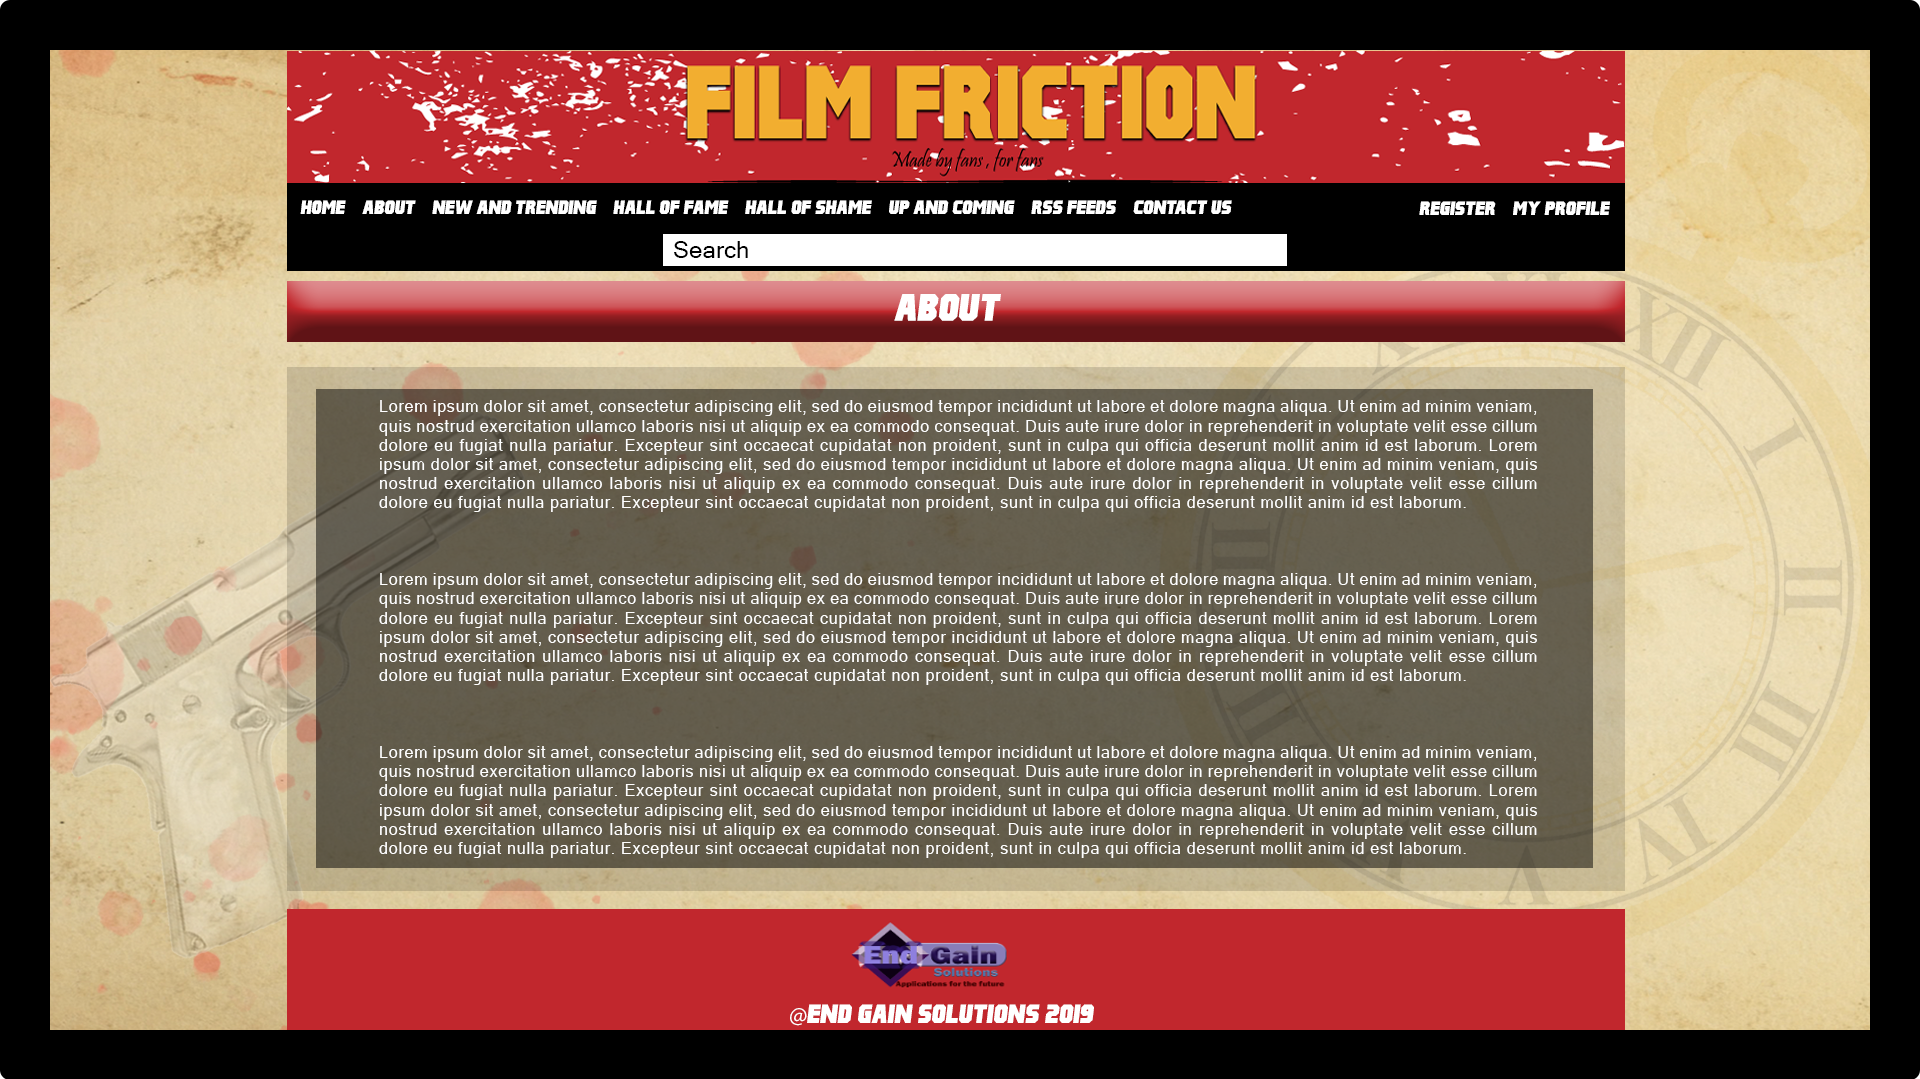 FILM FRICTION
Made by fans , for fans
HOME ABOUT NEW AND TRENDING HALL OF FAME HALL OF SHAME UP AND COMING RSS FEEDS CONTACT US REGISTER MY PROFILE
Search
ABOUT
Lorem ipsum dolor sit amet, consectetur adipiscing elit, sed do eiusmod tempor incididunt ut labore et dolore magna aliqua. Ut enim ad minim veniam,
quis nostrud exercitation ullamco laboris nisi ut aliquip ex ea commodo consequat. Duis aute irure dolor in reprehenderit in voluptate velit esse cillum
dolore eu fugiat nulla pariatur. Excepteur sint occaecat cupidatat non proident, sunt in culpa qui officia deserunt mollit anim id est laborum. Lorem
ipsum dolor sit amet, consectetur adipiscing elit, sed do eiusmod tempor incididunt ut labore et dolore magna aliqua. Ut enim ad minim veniam, quis
nostrud exercitation ullamco laboris nisi ut aliquip ex ea commodo consequat. Duis aute irure dolor in reprehenderit in voluptate velit esse cillum
dolore eu fugiat nulla pariatur. Excepteur sint occaecat cupidatat non proident, sunt in culpa qui officia deserunt mollit anim id est laborum.
Lorem ipsum dolor sit amet, consectetur adipiscing elit, sed do eiusmod tempor incididunt ut labore et dolore magna aliqua. Ut enim ad minim veniam,
quis nostrud exercitation ullamco laboris nisi ut aliquip ex ea commodo consequat. Duis aute irure dolor in reprehenderit in voluptate velit esse cillum
dolore eu fugiat nulla pariatur. Excepteur sint occaecat cupidatat non proident, sunt in culpa qui officia deserunt mollit anim id est laborum. Lorem
ipsum dolor sit amet, consectetur adipiscing elit, sed do eiusmod tempor incididunt ut labore et dolore magna aliqua. Ut enim ad minim veniam, quis
nostrud exercitation ullamco laboris nisi ut aliquip ex ea commodo consequat. Duis aute irure dolor in reprehenderit in voluptate velit esse cillum
dolore eu fugiat nulla pariatur. Excepteur sint occaecat cupidatat non proident, sunt in culpa qui officia deserunt mollit anim id est laborum.
Lorem ipsum dolor sit amet, consectetur adipiscing elit, sed do eiusmod tempor incididunt ut labore et dolore magna aliqua. Ut enim ad minim veniam,
quis nostrud exercitation ullamco laboris nisi ut aliquip ex ea commodo consequat. Duis aute irure dolor in reprehenderit in voluptate velit esse cillum
dolore eu fugiat nulla pariatur. Excepteur sint occaecat cupidatat non proident, sunt in culpa qui officia deserunt mollit anim id est laborum. Lorem
ipsum dolor sit amet, consectetur adipiscing elit, sed do eiusmod tempor incididunt ut labore et dolore magna aliqua. Ut enim ad minim veniam, quis
nostrud exercitation ullamco laboris nisi ut aliquip ex ea commodo consequat. Duis aute irure dolor in reprehenderit in voluptate velit esse cillum
dolore eu fugiat nulla pariatur. Excepteur sint occaecat cupidatat non proident, sunt in culpa qui officia deserunt mollit anim id est laborum.
End Gain
Solutions
Applications for the future
@END GAIN SOLUTIONS 2019